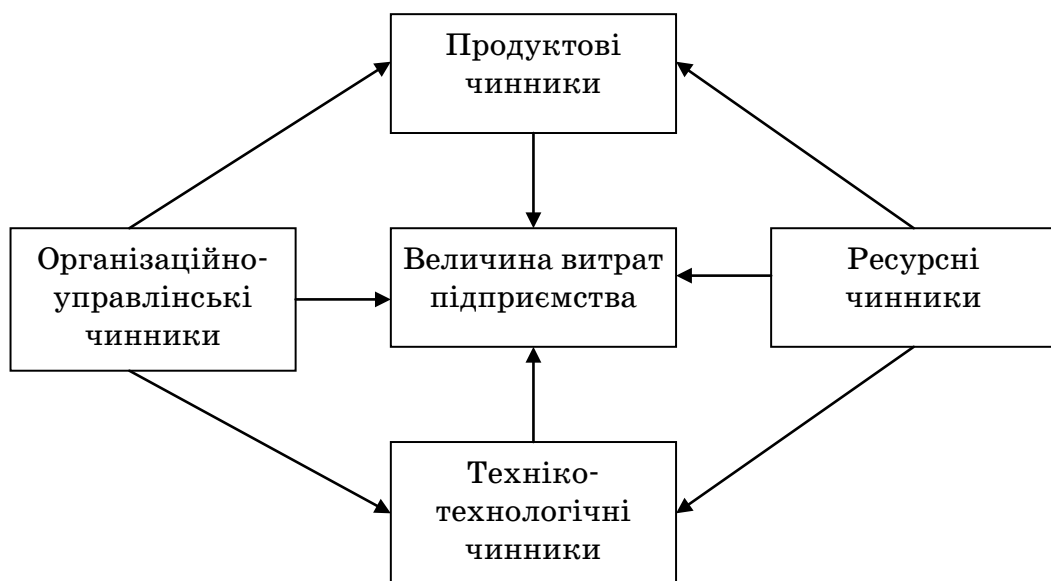 Продуктові
чинники
Організаційно-
управлінські
чинники
Величина витрат
підприємства
Ресурсні
чинники
Техніко-
технологічні
чинники